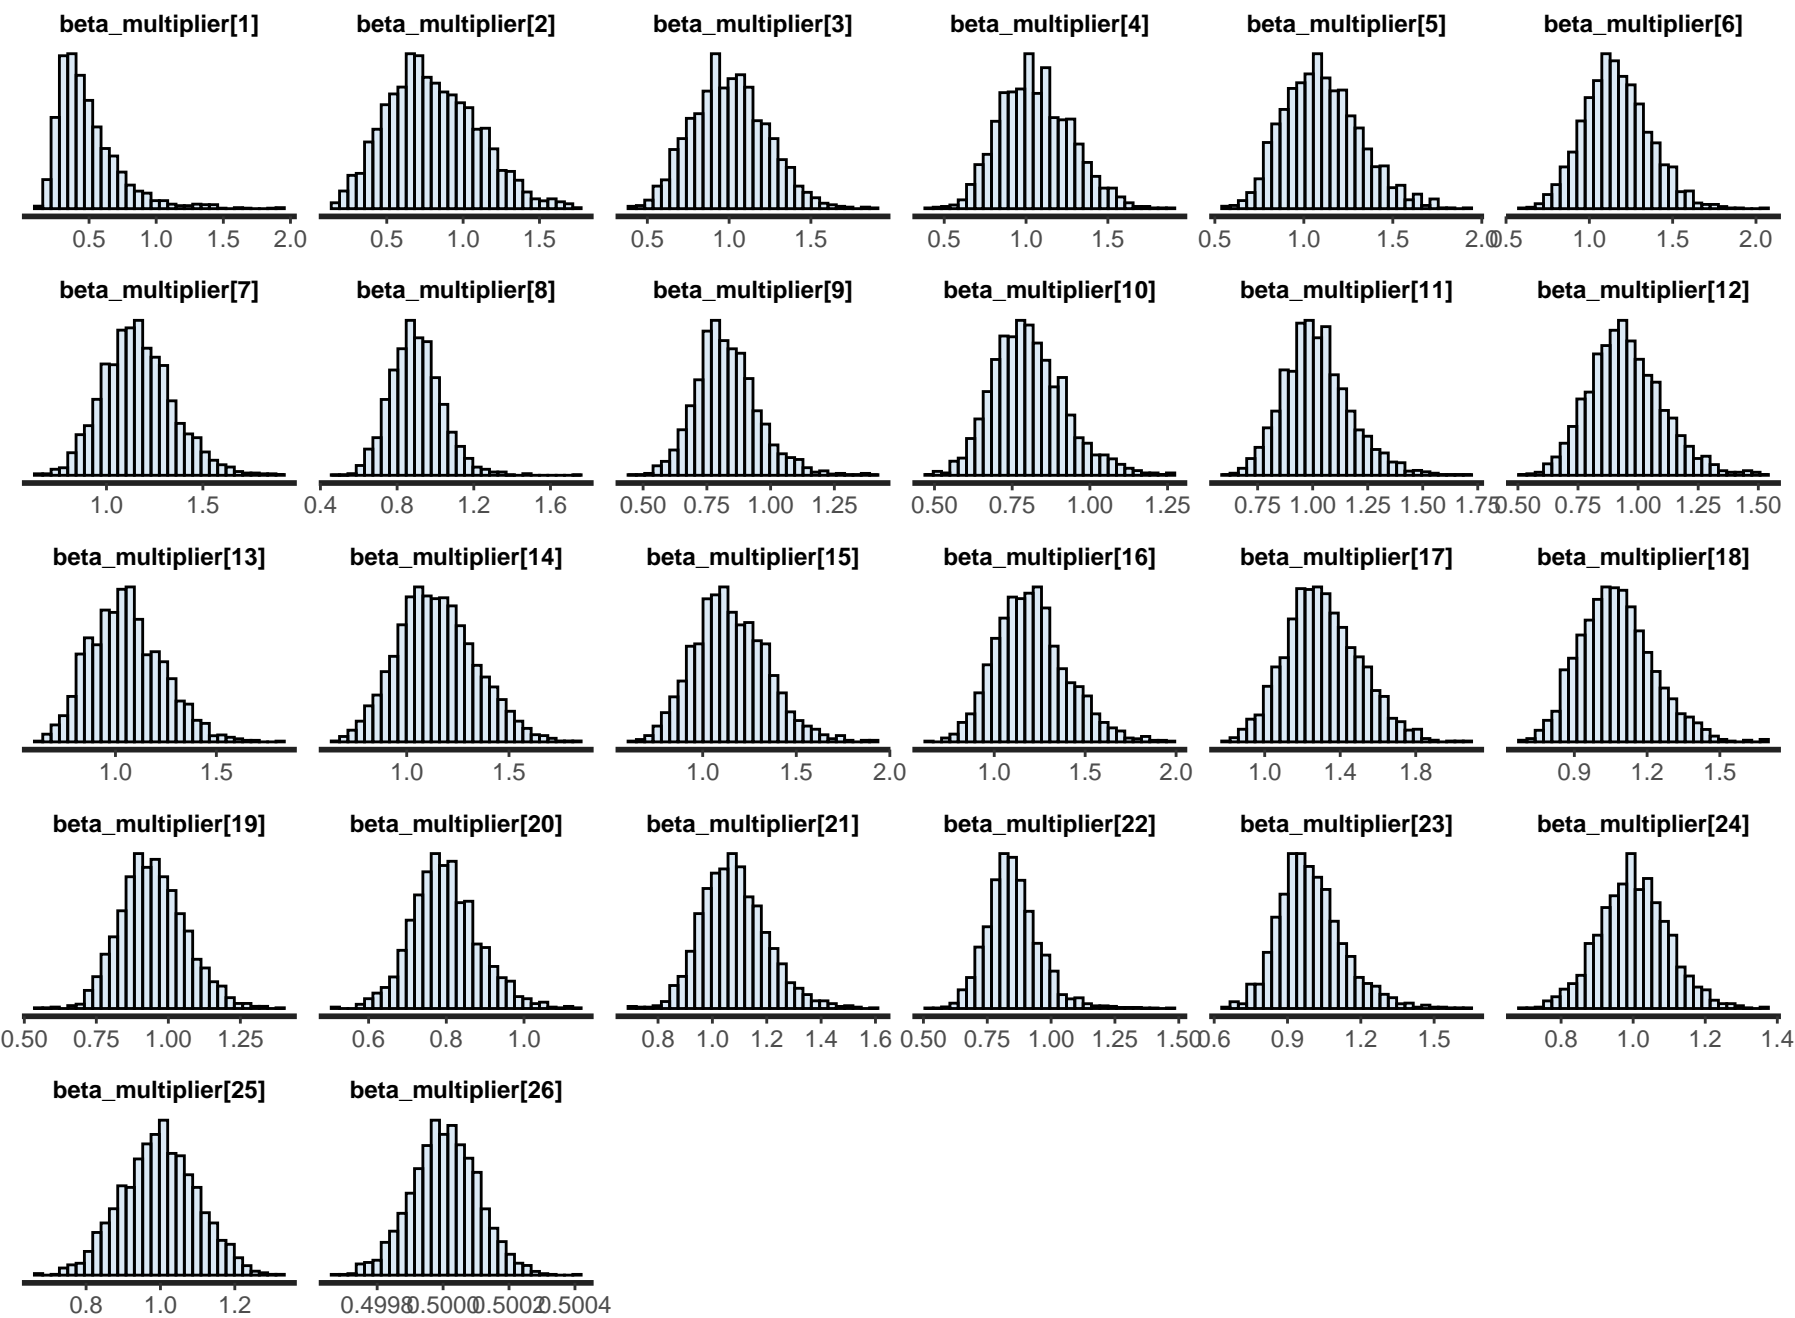 beta_multiplier[1] beta_multiplier[2] beta_multiplier[3] beta_multiplier[4] beta_multiplier[5] beta_multiplier[6]
0.5 1.0 1.5 2.0 0.5 1.0 1.5 0.5 1.0 1.5 0.5 1.0 1.5 0.5 1.0 1.5 2.0 0.5 1.0 1.5 2.0
beta_multiplier[7] beta_multiplier[8] beta_multiplier[9] beta_multiplier[10] beta_multiplier[11] beta_multiplier[12]
1.0 1.5 0.4 0.8 1.2 1.6 0.50 0.75 1.00 1.25 0.50 0.75 1.00 1.25 0.75 1.00 1.25 1.50 1.75 0.50 0.75 1.00 1.25 1.50
beta_multiplier[13] beta_multiplier[14] beta_multiplier[15] beta_multiplier[16] beta_multiplier[17] beta_multiplier[18]
1.0 1.5 1.0 1.5 1.0 1.5 2.0 1.0 1.5 2.0 1.0 1.4 1.8 0.9 1.2 1.5
beta_multiplier[19] beta_multiplier[20] beta_multiplier[21] beta_multiplier[22] beta_multiplier[23] beta_multiplier[24]
0.50 0.75 1.00 1.25 0.6 0.8 1.0 0.8 1.0 1.2 1.4 1.6 0.50 0.75 1.00 1.25 1.50 0.6 0.9 1.2 1.5 0.8 1.0 1.2 1.4
beta_multiplier[25] beta_multiplier[26]
0.8 1.0 1.2 0.4998 0.5000 0.5002 0.5004